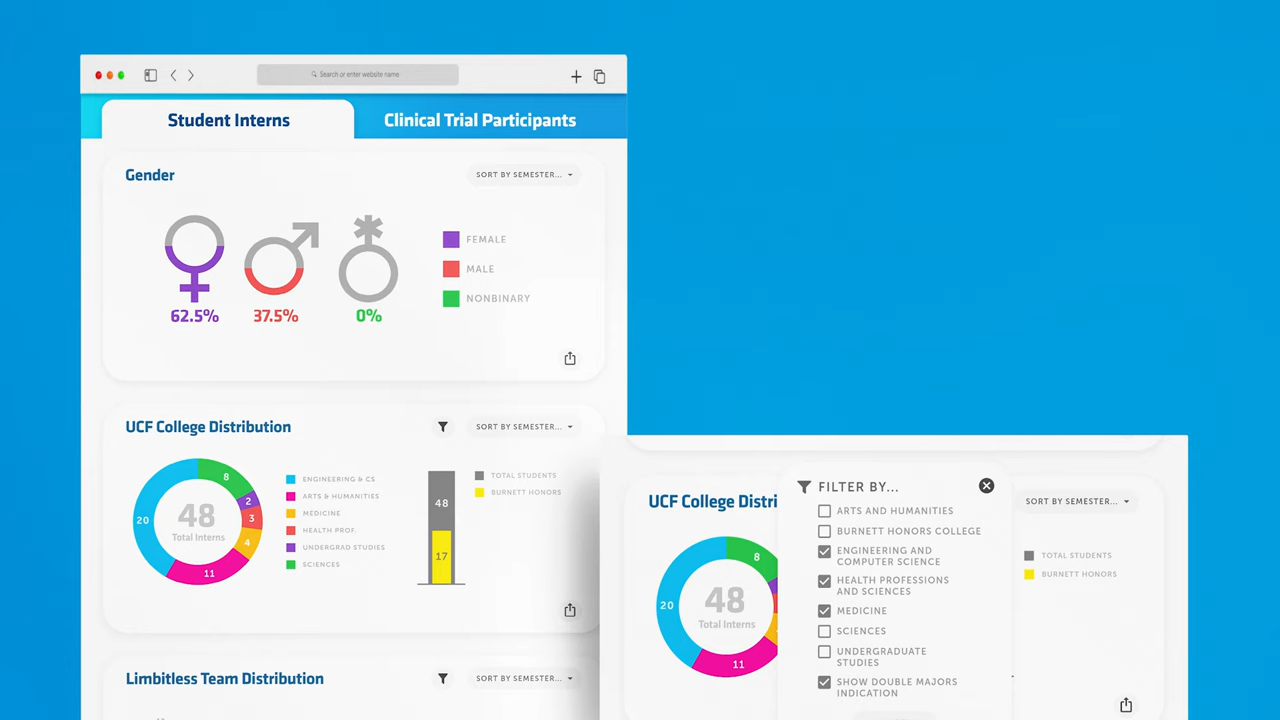 Search or enter website name
Student Interns
Clinical Trial Participants
Gender
SORT BY SEMESTER...
62.5%
37.5%
0%
FEMALE
MALE
NONBINARY
UCF College Distribution
SORT BY SEMESTER...
8
2
3
4
11
20
48
Total Interns
ENGINEERING & CS
ARTS & HUMANITIES
MEDICINE
HEALTH PROF.
UNDERGRAD STUDIES
SCIENCES
48
17
TOTAL STUDENTS
BURNETT HONORS
Limbitless Team Distribution
SORT BY SEMESTER...
UCF College Distri
8
20
11
48
Total Interns
FILTER BY...
ARTS AND HUMANITIES
BURNETT HONORS COLLEGE
ENGINEERING AND
COMPUTER SCIENCE
HEALTH PROFESSIONS
AND SCIENCES
MEDICINE
SCIENCES
UNDERGRADUATE
STUDIES
SHOW DOUBLE MAJORS
INDICATION
SORT BY SEMESTER...
TOTAL STUDENTS
BURNETT HONORS